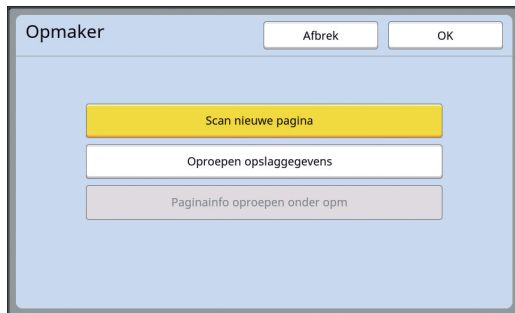 Opmaker
Afbrek
OK
Scan nieuwe pagina
Oproepen opslaggegevens
Paginainfo oproepen onder opm